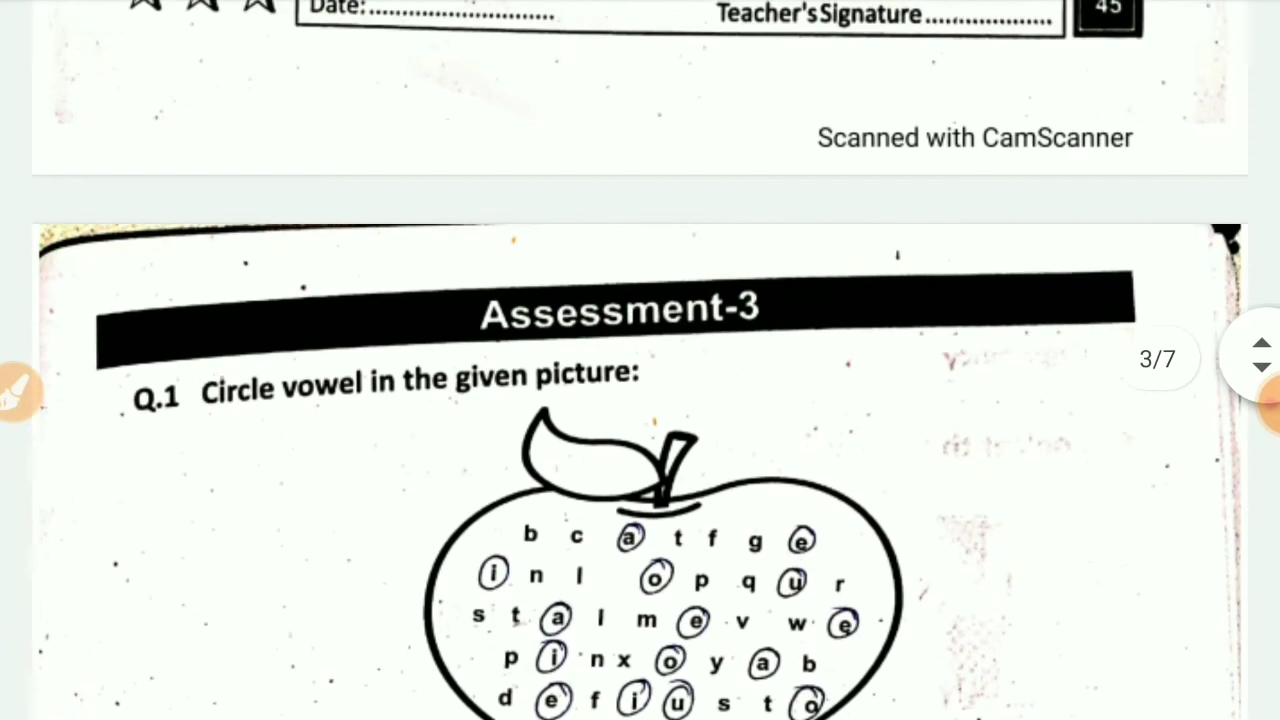 Date:............................
Teacher's Signature...................
45
Scanned with CamScanner
Assessment-3
3/7
Q.1 Circle vowel in the given picture:
b c a t f g e
i n l o p q u r
s t a l m e v w e
p i n x o y a b
d e f i u s t o